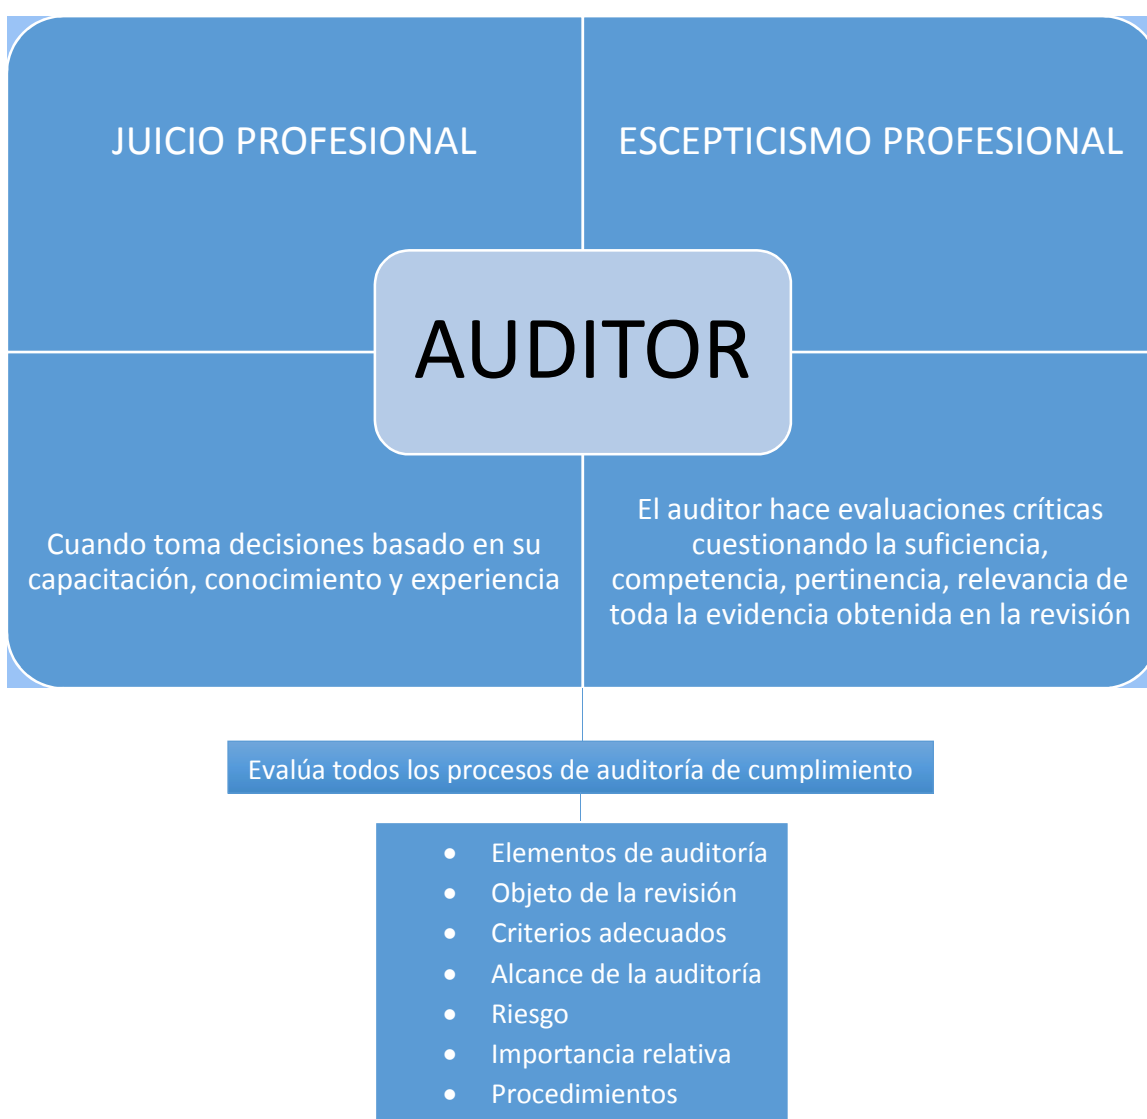 JUICIO PROFESIONAL
ESCEPTICISMO PROFESIONAL
AUDITOR
Cuando toma decisiones basado en su
capacitación, conocimiento y experiencia
El auditor hace evaluaciones críticas
cuestionando la suficiencia,
competencia, pertinencia, relevancia de
toda la evidencia obtenida en la revisión
Evalúa todos los procesos de auditoría de cumplimiento
• Elementos de auditoría
• Objeto de la revisión
• Criterios adecuados
• Alcance de la auditoría
• Riesgo
• Importancia relativa
• Procedimientos